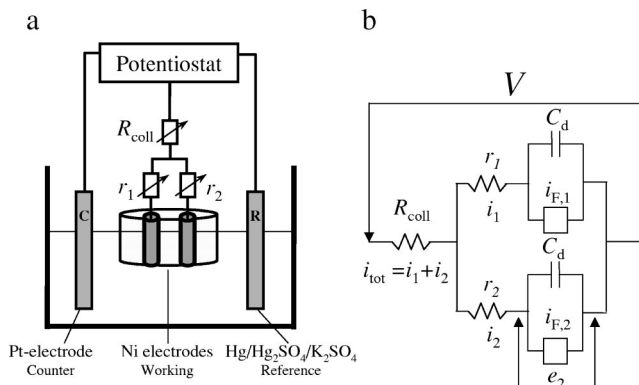 a
Potentiostat
R_coll
r_1 r_2
C
R
Pt-electrode
Counter
Ni electrodes
Working
Hg/Hg_2SO_4/K_2SO_4
Reference
b
V
C_d
r_1
i_F,1
i_1
R_coll
i_tot =i_1+i_2
C_d
r_2
i_F,2
i_2
e_2